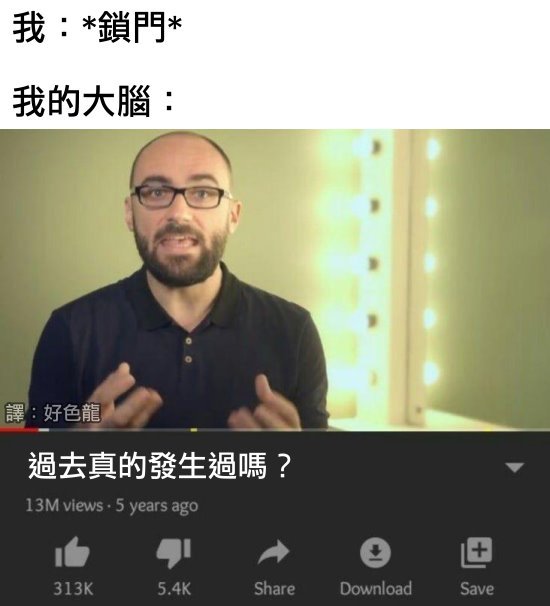 我：*鎖門*
我的大腦：
譯：好色龍
過去真的發生過嗎？
13M views · 5 years ago
313K 5.4K Share Download Save